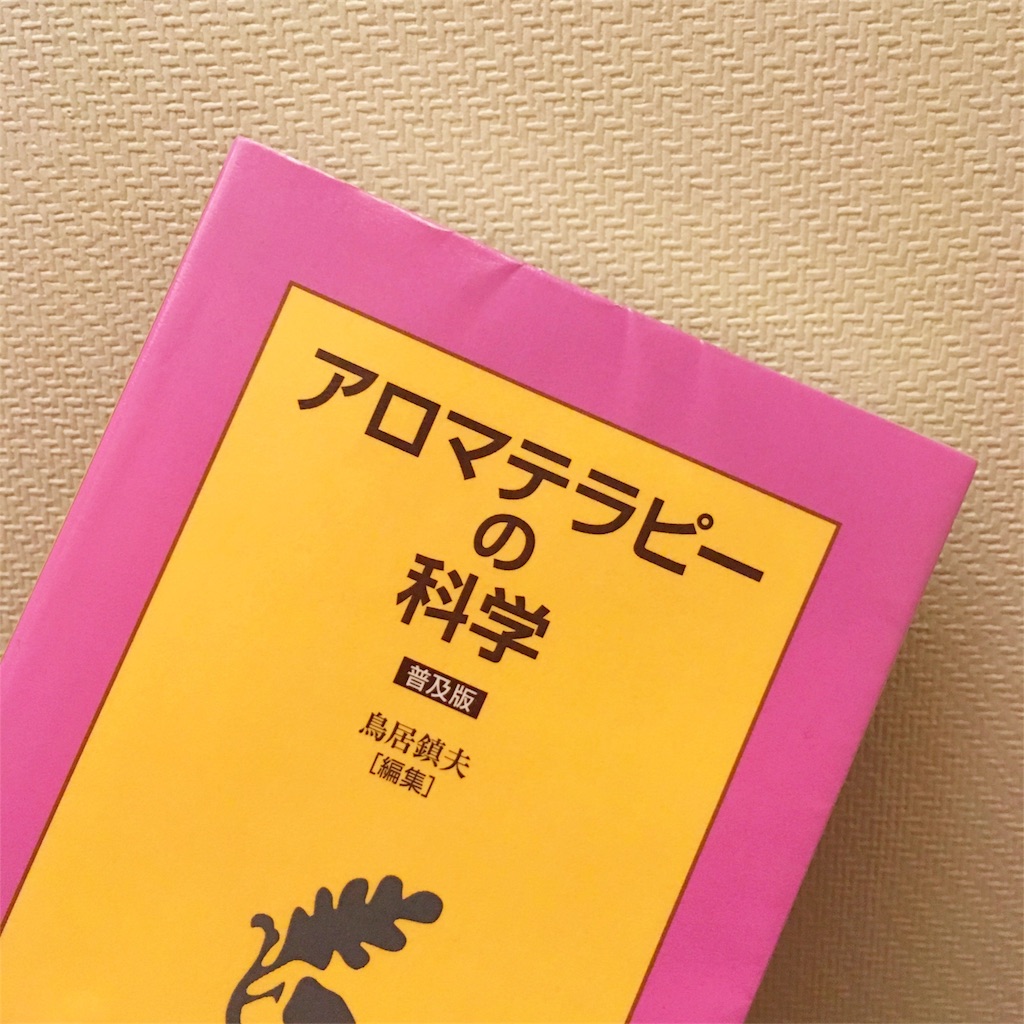 アロマテラピー
の
科学
普及版
鳥居鎮夫
[編集]